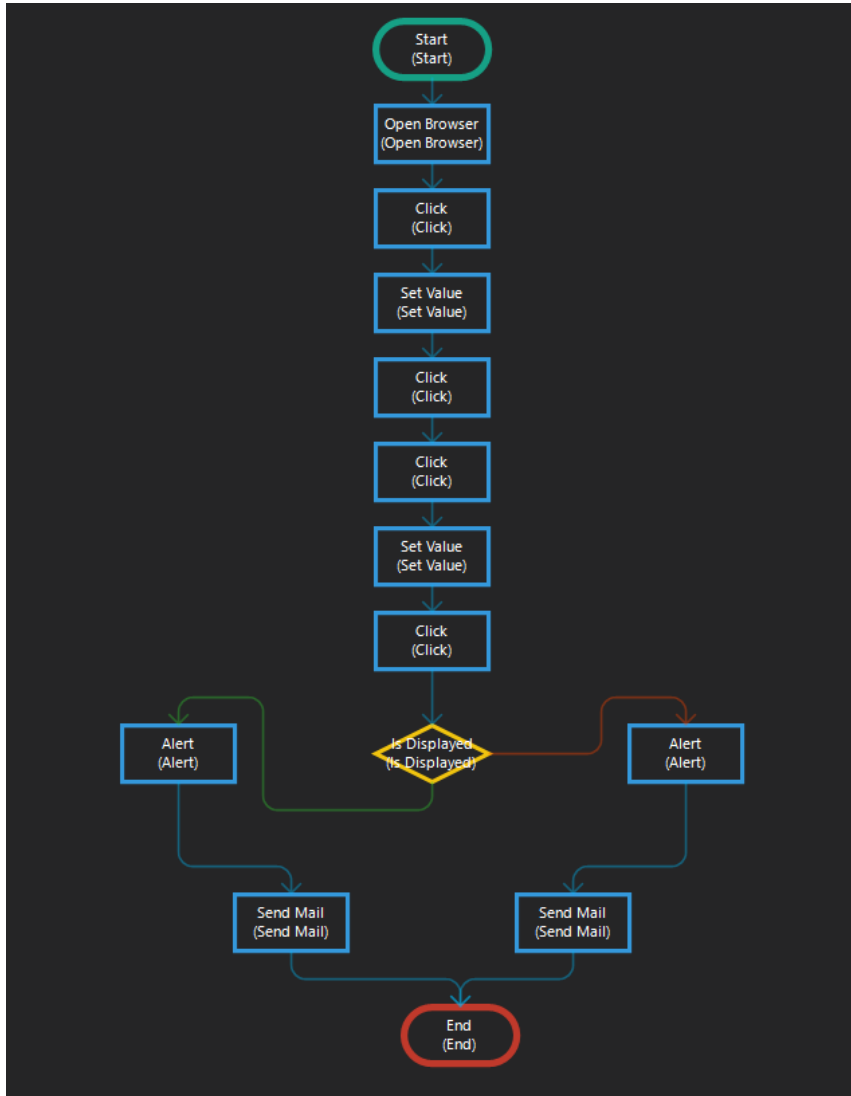 Start
(Start)
Open Browser
(Open Browser)
Click
(Click)
Set Value
(Set Value)
Click
(Click)
Click
(Click)
Set Value
(Set Value)
Click
(Click)
Alert
(Alert)
Is Displayed
(Is Displayed)
Alert
(Alert)
Send Mail
(Send Mail)
Send Mail
(Send Mail)
End
(End)